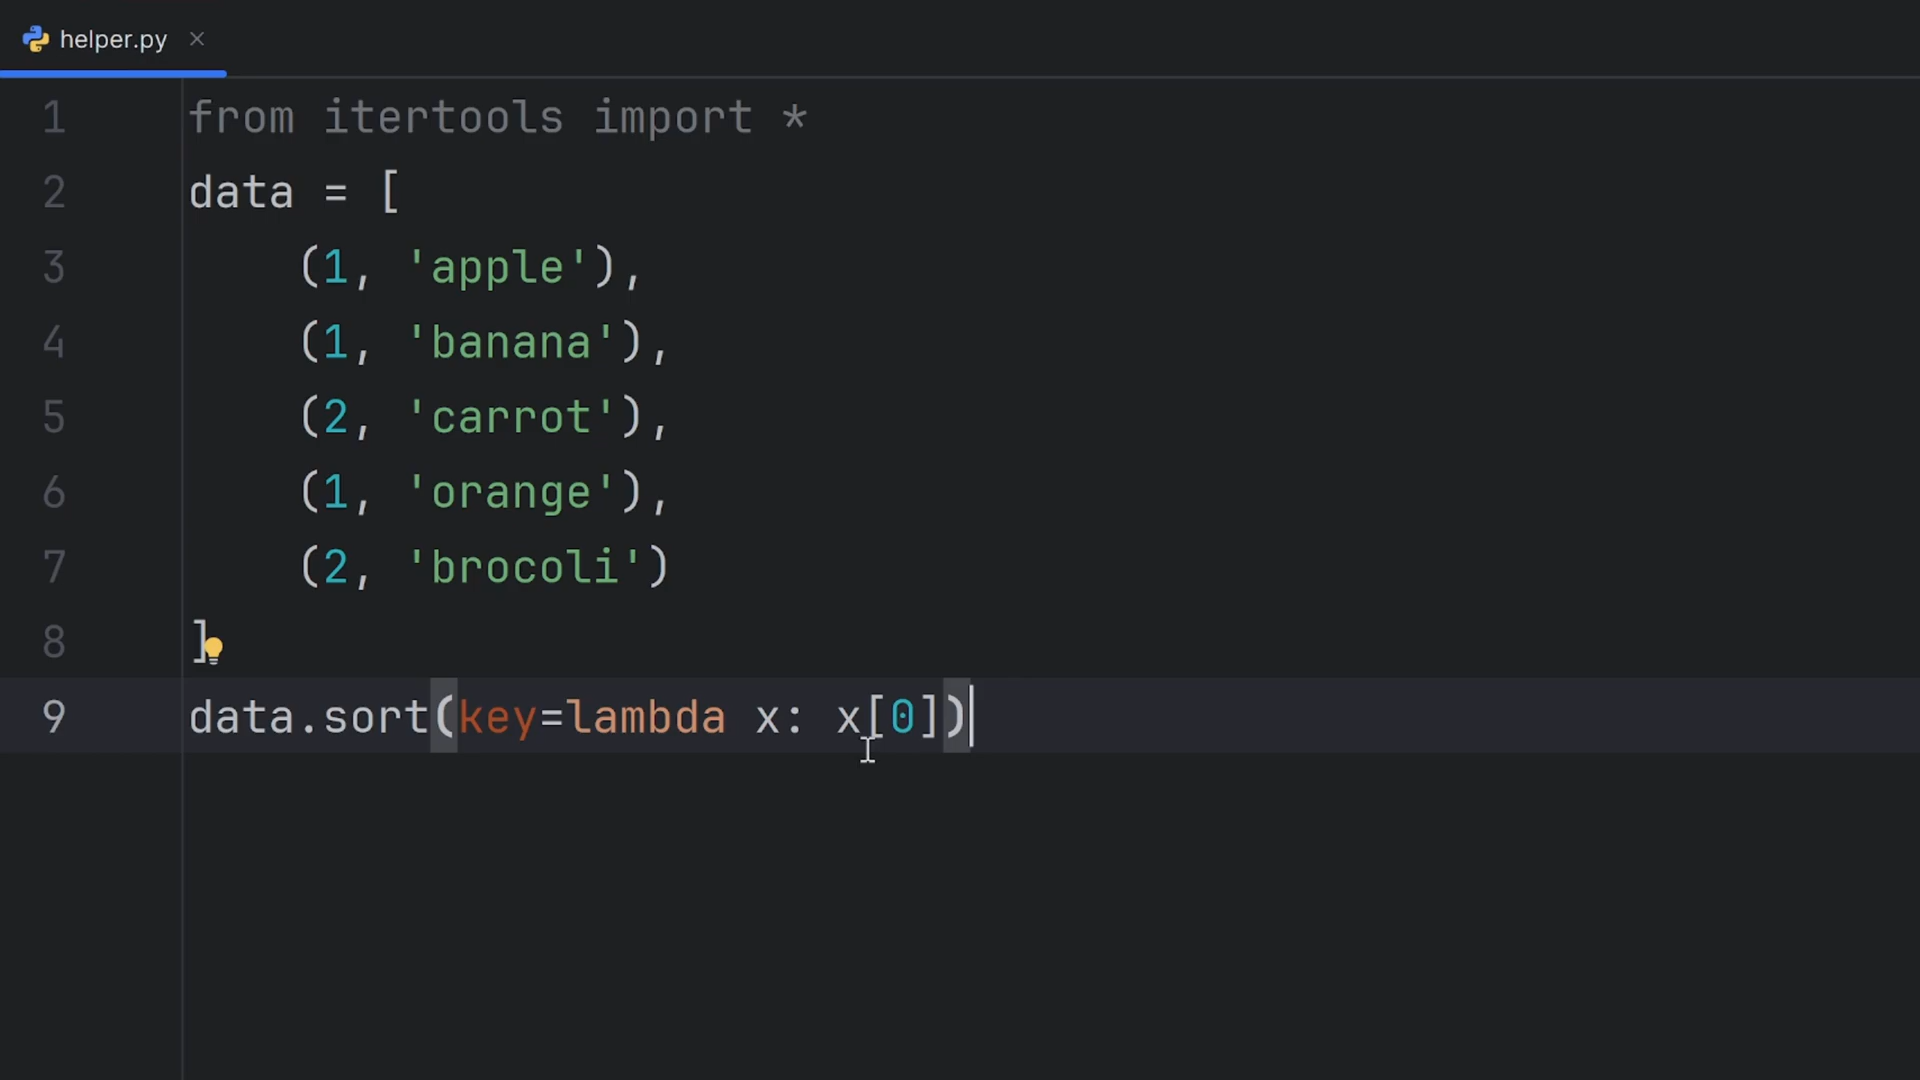 helper.py
1 from itertools import *
2 data = [
3     (1, 'apple'),
4     (1, 'banana'),
5     (2, 'carrot'),
6     (1, 'orange'),
7     (2, 'brocoli')
8 ]
9 data.sort(key=lambda x: x[0])